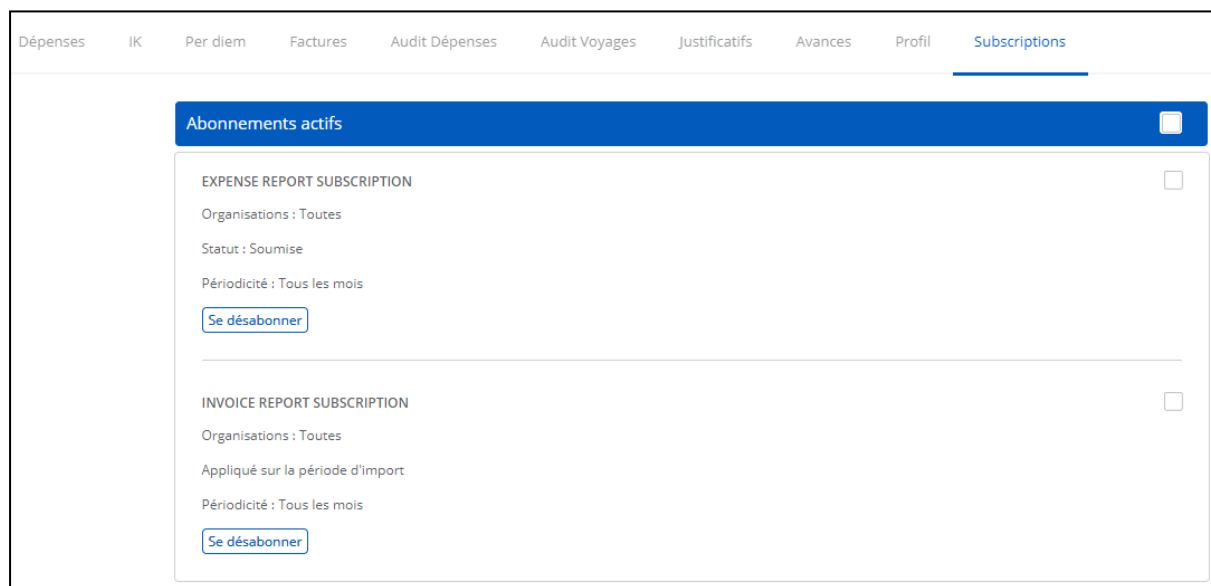 Dépenses IK Per diem Factures Audit Dépenses Audit Voyages Justificatifs Avances Profil Subscriptions
Abonnements actifs
EXPENSE REPORT SUBSCRIPTION
Organisations : Toutes
Statut : Soumise
Périodicité : Tous les mois
Se désabonner
INVOICE REPORT SUBSCRIPTION
Organisations : Toutes
Appliqué sur la période d'import
Périodicité : Tous les mois
Se désabonner